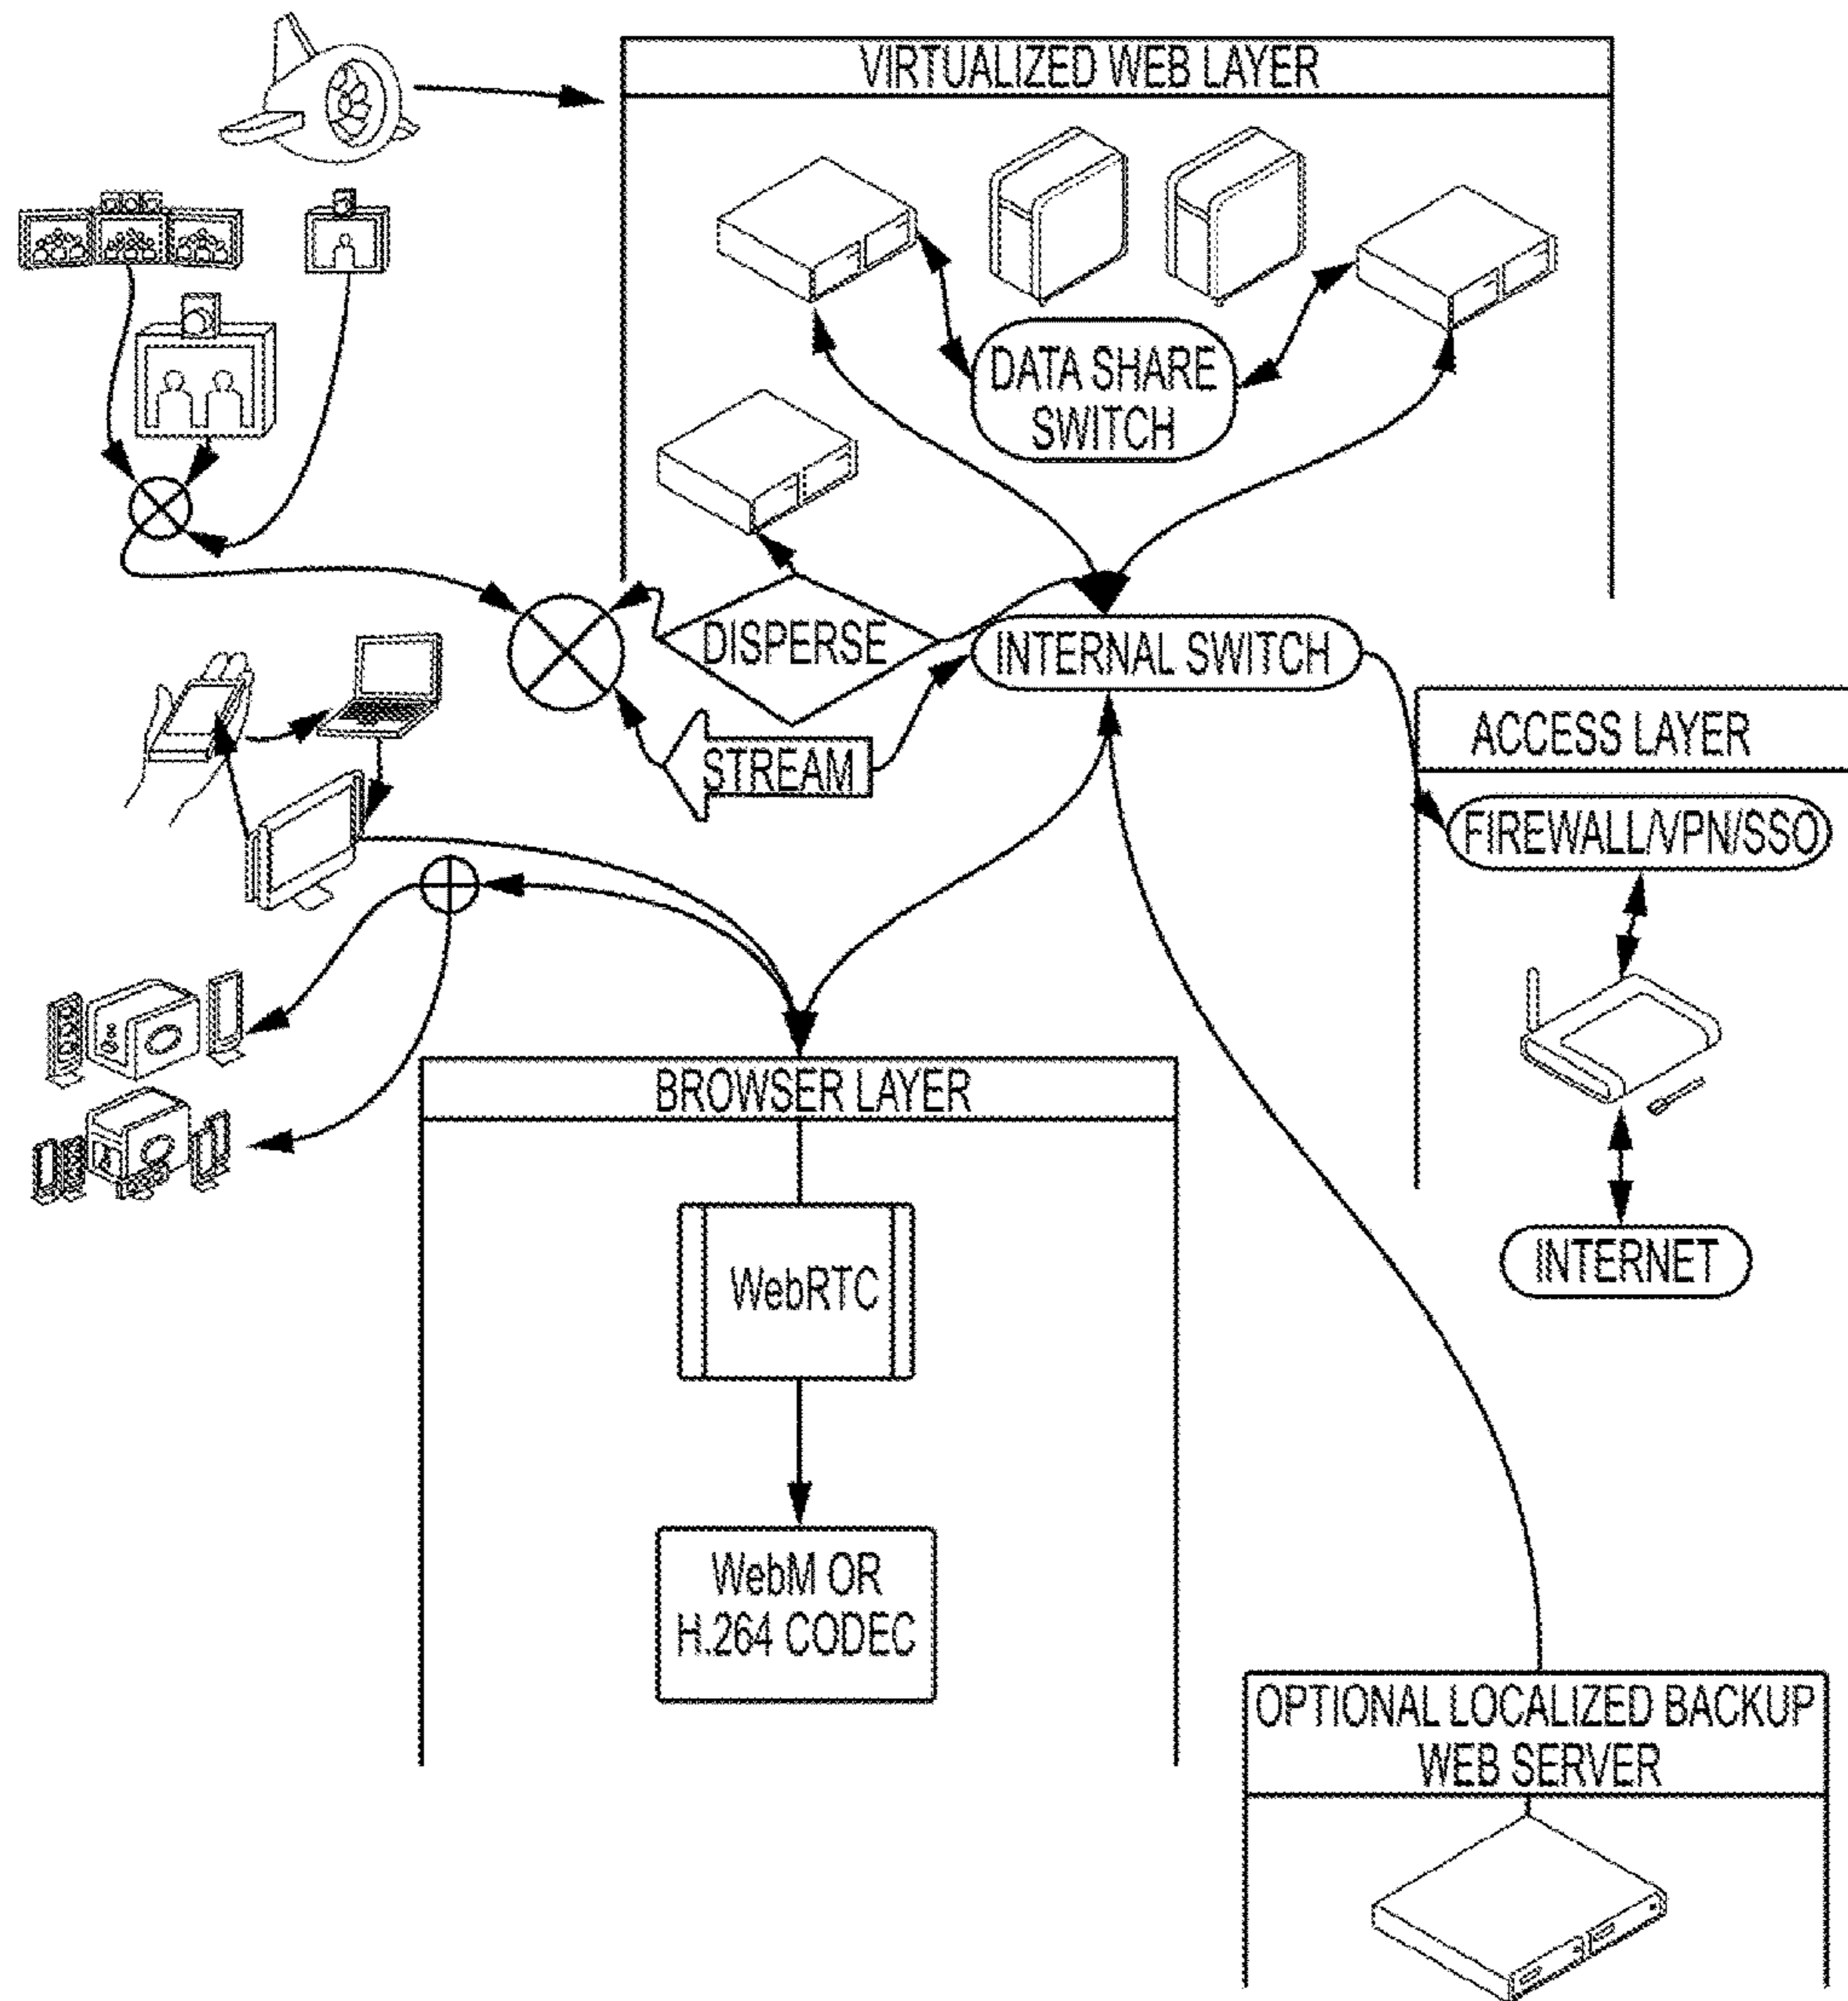 VIRTUALIZED WEB LAYER
DATA SHARE
SWITCH
DISPERSE
INTERNAL SWITCH
STREAM
ACCESS LAYER
FIREWALL/VPN/SSO
BROWSER LAYER
WebRTC
INTERNET
WebM OR
H.264 CODEC
OPTIONAL LOCALIZED BACKUP
WEB SERVER